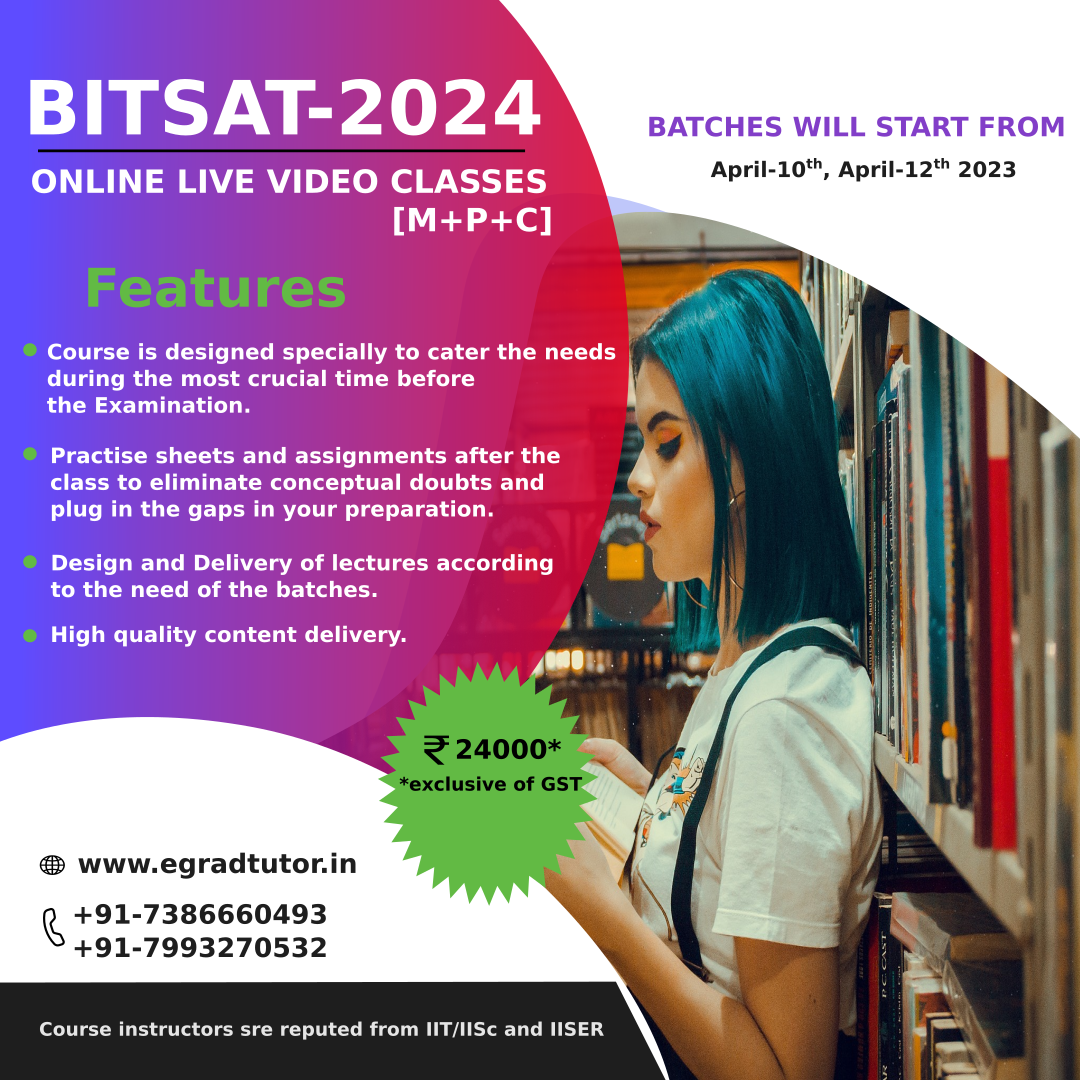 BITSAT-2024
ONLINE LIVE VIDEO CLASSES
[M+P+C]
BATCHES WILL START FROM
April-10th, April-12th 2023
Features
Course is designed specially to cater the needs
during the most crucial time before
the Examination.
Practise sheets and assignments after the
class to eliminate conceptual doubts and
plug in the gaps in your preparation.
Design and Delivery of lectures according
to the need of the batches.
High quality content delivery.
₹ 24000*
*exclusive of GST
www.egradtutor.in
+91-7386660493
+91-7993270532
Course instructors sre reputed from IIT/IISc and IISER